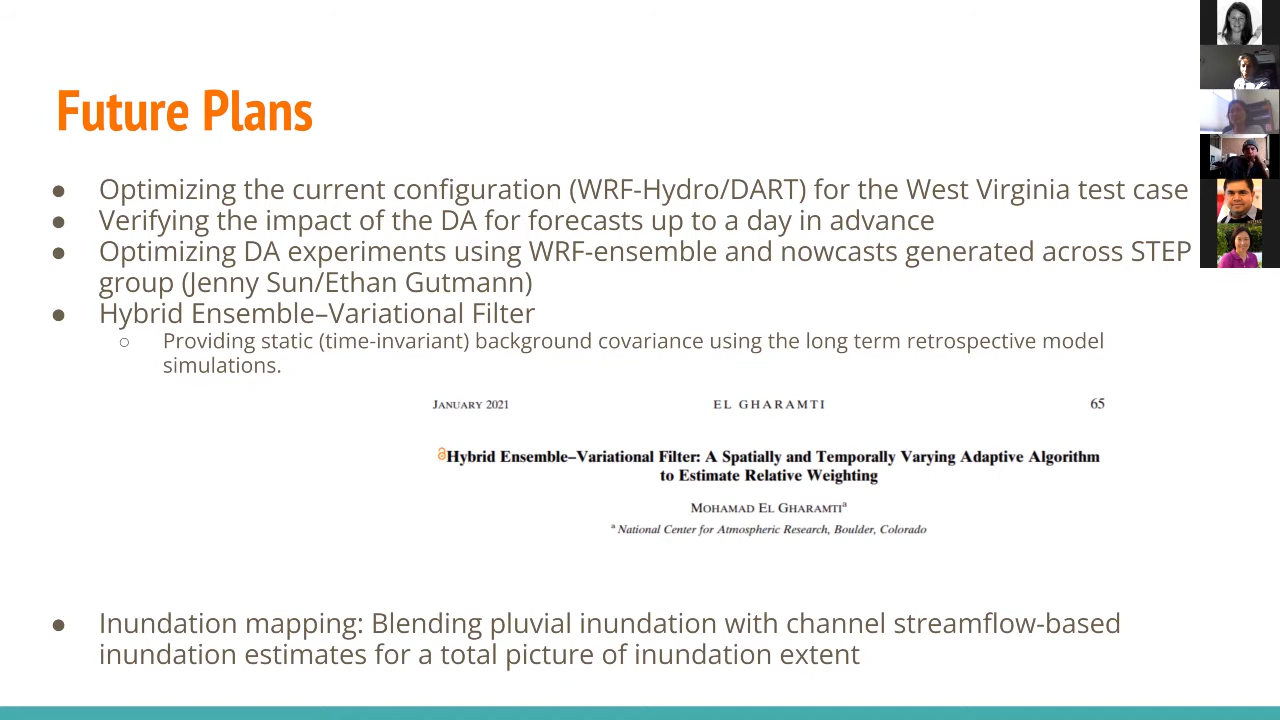 Future Plans
● Optimizing the current configuration (WRF-Hydro/DART) for the West Virginia test case
● Verifying the impact of the DA for forecasts up to a day in advance
● Optimizing DA experiments using WRF-ensemble and nowcasts generated across STEP
group (Jenny Sun/Ethan Gutmann)
● Hybrid Ensemble–Variational Filter
○ Providing static (time-invariant) background covariance using the long term retrospective model
simulations.
JANUARY 2021 EL GHARAMTI 65
Hybrid Ensemble–Variational Filter: A Spatially and Temporally Varying Adaptive Algorithm
to Estimate Relative Weighting
MOHAMAD EL GHARAMTIᵃ
ᵃ National Center for Atmospheric Research, Boulder, Colorado
● Inundation mapping: Blending pluvial inundation with channel streamflow-based
inundation estimates for a total picture of inundation extent